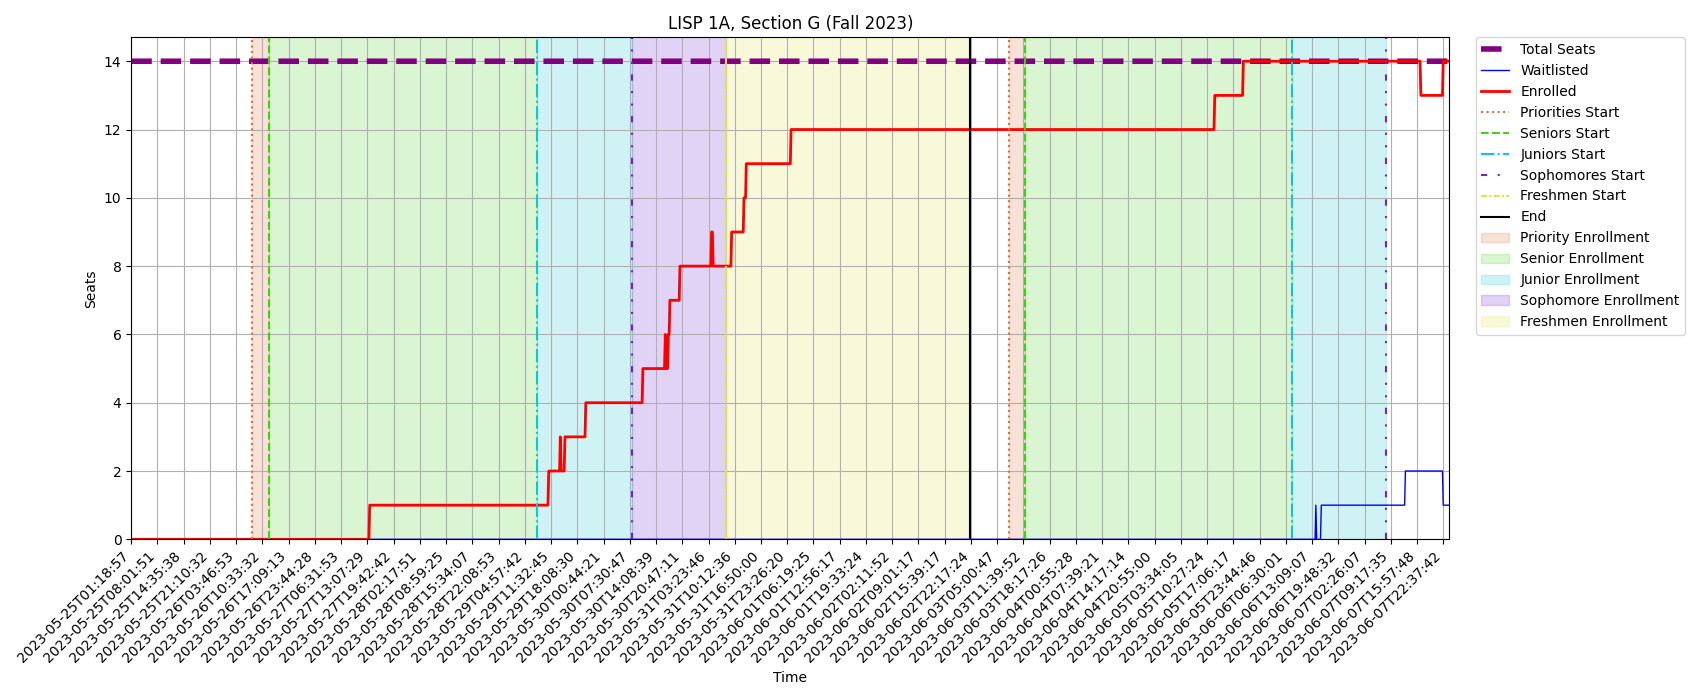 LISP 1A, Section G (Fall 2023)
Seats
14
12
10
8
6
4
2
0
2023-05-25T01:18:57
2023-05-25T08:01:51
2023-05-25T14:35:38
2023-05-25T21:10:32
2023-05-26T03:46:53
2023-05-26T10:33:32
2023-05-26T17:09:13
2023-05-26T23:44:28
2023-05-27T06:31:53
2023-05-27T13:07:29
2023-05-27T19:42:42
2023-05-28T02:17:51
2023-05-28T08:59:25
2023-05-28T15:34:07
2023-05-28T22:08:53
2023-05-29T04:57:42
2023-05-29T11:32:45
2023-05-29T18:08:30
2023-05-30T00:44:21
2023-05-30T07:30:47
2023-05-30T14:08:39
2023-05-30T20:47:11
2023-05-31T03:23:46
2023-05-31T10:12:36
2023-05-31T16:50:00
2023-05-31T23:26:20
2023-06-01T06:19:25
2023-06-01T12:56:17
2023-06-01T19:33:24
2023-06-02T02:11:52
2023-06-02T09:01:17
2023-06-02T15:39:17
2023-06-02T22:17:24
2023-06-03T05:00:47
2023-06-03T11:39:52
2023-06-03T18:17:26
2023-06-04T00:55:28
2023-06-04T07:39:21
2023-06-04T14:17:14
2023-06-04T20:55:00
2023-06-05T03:34:05
2023-06-05T10:27:24
2023-06-05T17:06:17
2023-06-05T23:44:46
2023-06-06T06:30:01
2023-06-06T13:09:07
2023-06-06T19:48:32
2023-06-07T02:26:07
2023-06-07T09:17:35
2023-06-07T15:57:48
2023-06-07T22:37:42
Time
Total Seats
Waitlisted
Enrolled
Priorities Start
Seniors Start
Juniors Start
Sophomores Start
Freshmen Start
End
Priority Enrollment
Senior Enrollment
Junior Enrollment
Sophomore Enrollment
Freshmen Enrollment